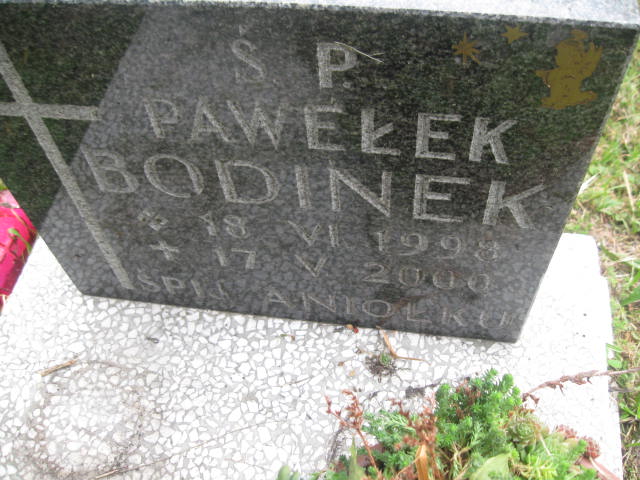 Ś P.
PAWEŁEK
BODINEK
* 18 VI 1998
+ 17 V 2000
ŚPIJ ANIOŁKU